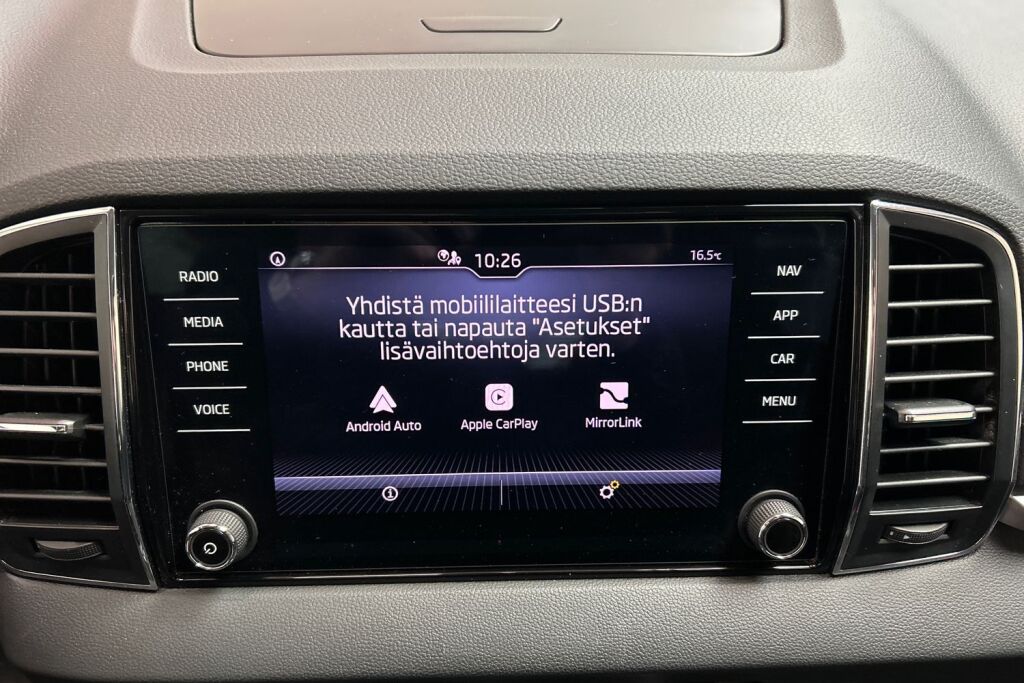 10:26
16.5°C
RADIO
MEDIA
PHONE
VOICE
Yhdistä mobiililaitteesi USB:n
kautta tai napauta "Asetukset"
lisävaihtoehtoja varten.
Android Auto
Apple CarPlay
MirrorLink
NAV
APP
CAR
MENU